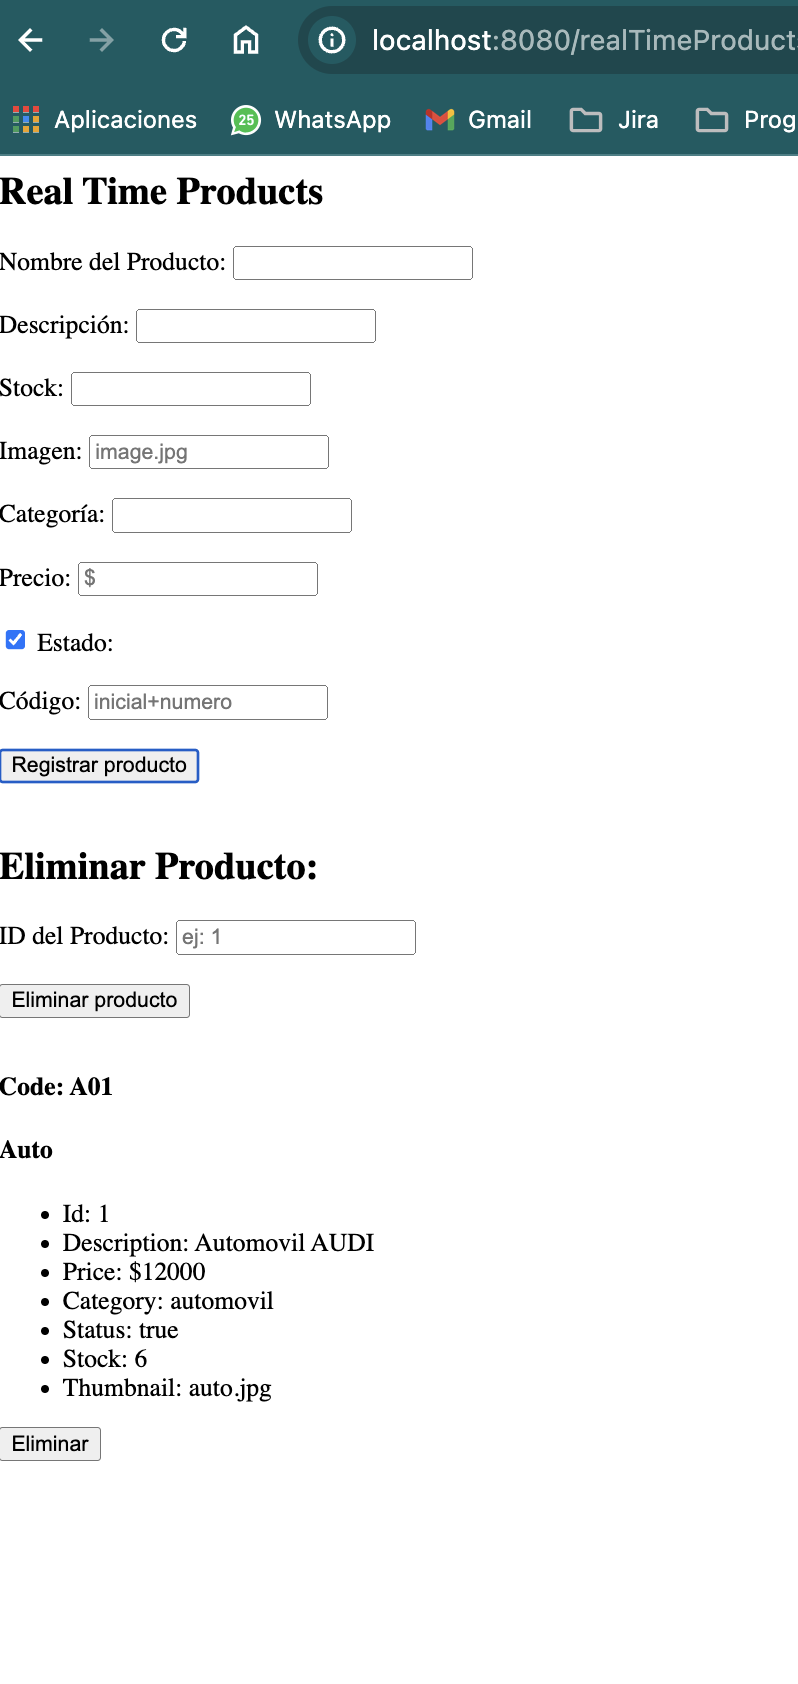 localhost:8080/realTimeProduct
Aplicaciones 25 WhatsApp Gmail Jira Prog
Real Time Products
Nombre del Producto:
Descripción:
Stock:
Imagen: image.jpg
Categoría:
Precio: $
Estado:
Código: inicial+numero
Registrar producto
Eliminar Producto:
ID del Producto: ej: 1
Eliminar producto
Code: A01
Auto
• Id: 1
• Description: Automovil AUDI
• Price: $12000
• Category: automovil
• Status: true
• Stock: 6
• Thumbnail: auto.jpg
Eliminar